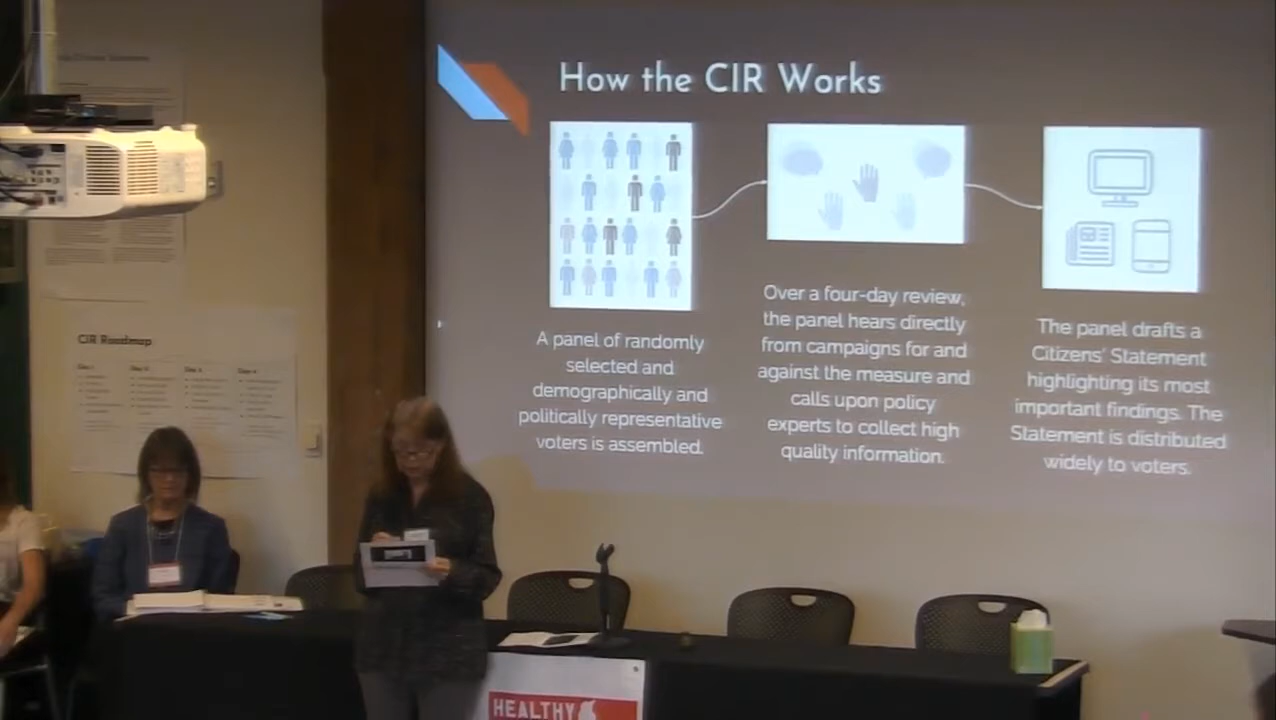 How the CIR Works
A panel of randomly
selected and
demographically and
politically representative
voters is assembled.
Over a four-day review,
the panel hears directly
from campaigns for and
against the measure and
calls upon policy
experts to collect high
quality information.
The panel drafts a
Citizens' Statement
highlighting its most
important findings. The
Statement is distributed
widely to voters.
CIR Roadmap
HEALTHY